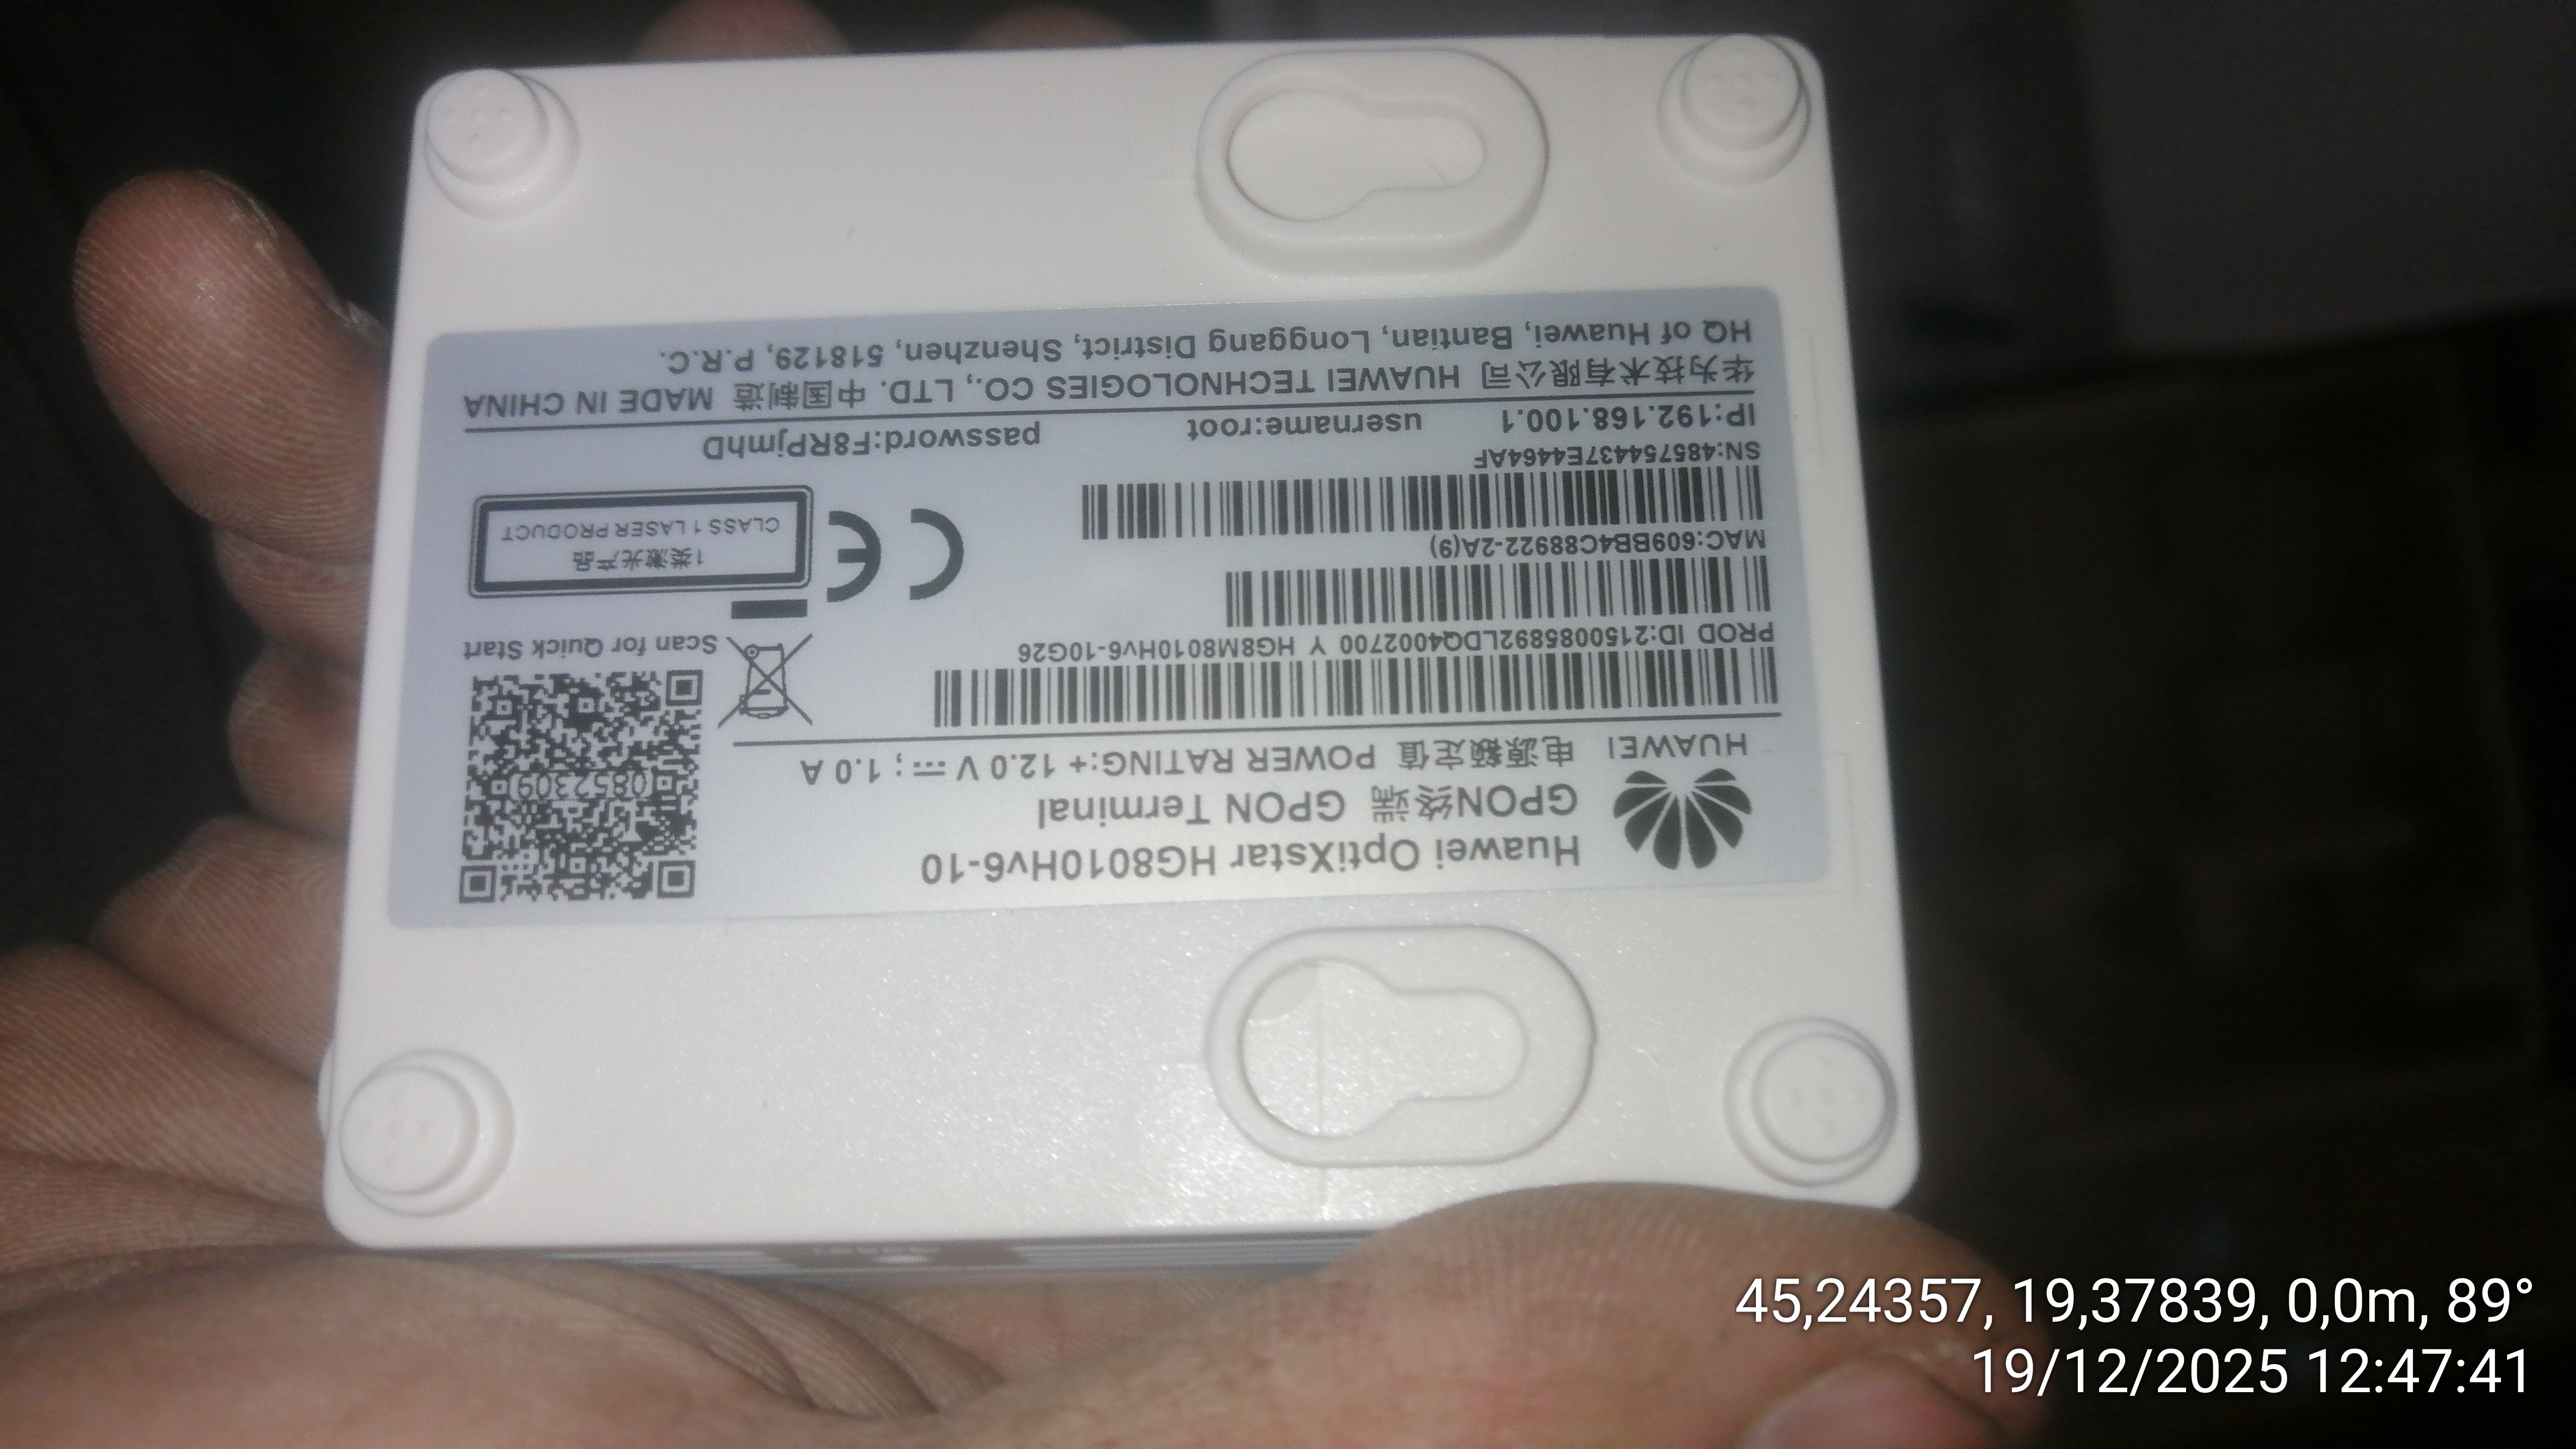 Huawei OptiXstar HG8010Hv6-10
GPON终端 GPON Terminal
HUAWEI
电源额定值 POWER RATING:+ 12.0 V ⎓ ; 1.0 A
(0852309)
PROD ID:2150085892LDQ4002700 Y HG8M8010HV6-10G26
Scan for Quick Start
MAC:609BB4C88922-2A(9)
1类激光产品
CLASS 1 LASER PRODUCT
CE
SN:485754437E4464AF
IP:192.168.100.1 username:root password:F8RPjmhD
华为技术有限公司 HUAWEI TECHNOLOGIES CO., LTD. 中国制造 MADE IN CHINA
HQ of Huawei, Bantian, Longgang District, Shenzhen, 518129, P.R.C.
45,24357, 19,37839, 0,0m, 89°
19/12/2025 12:47:41